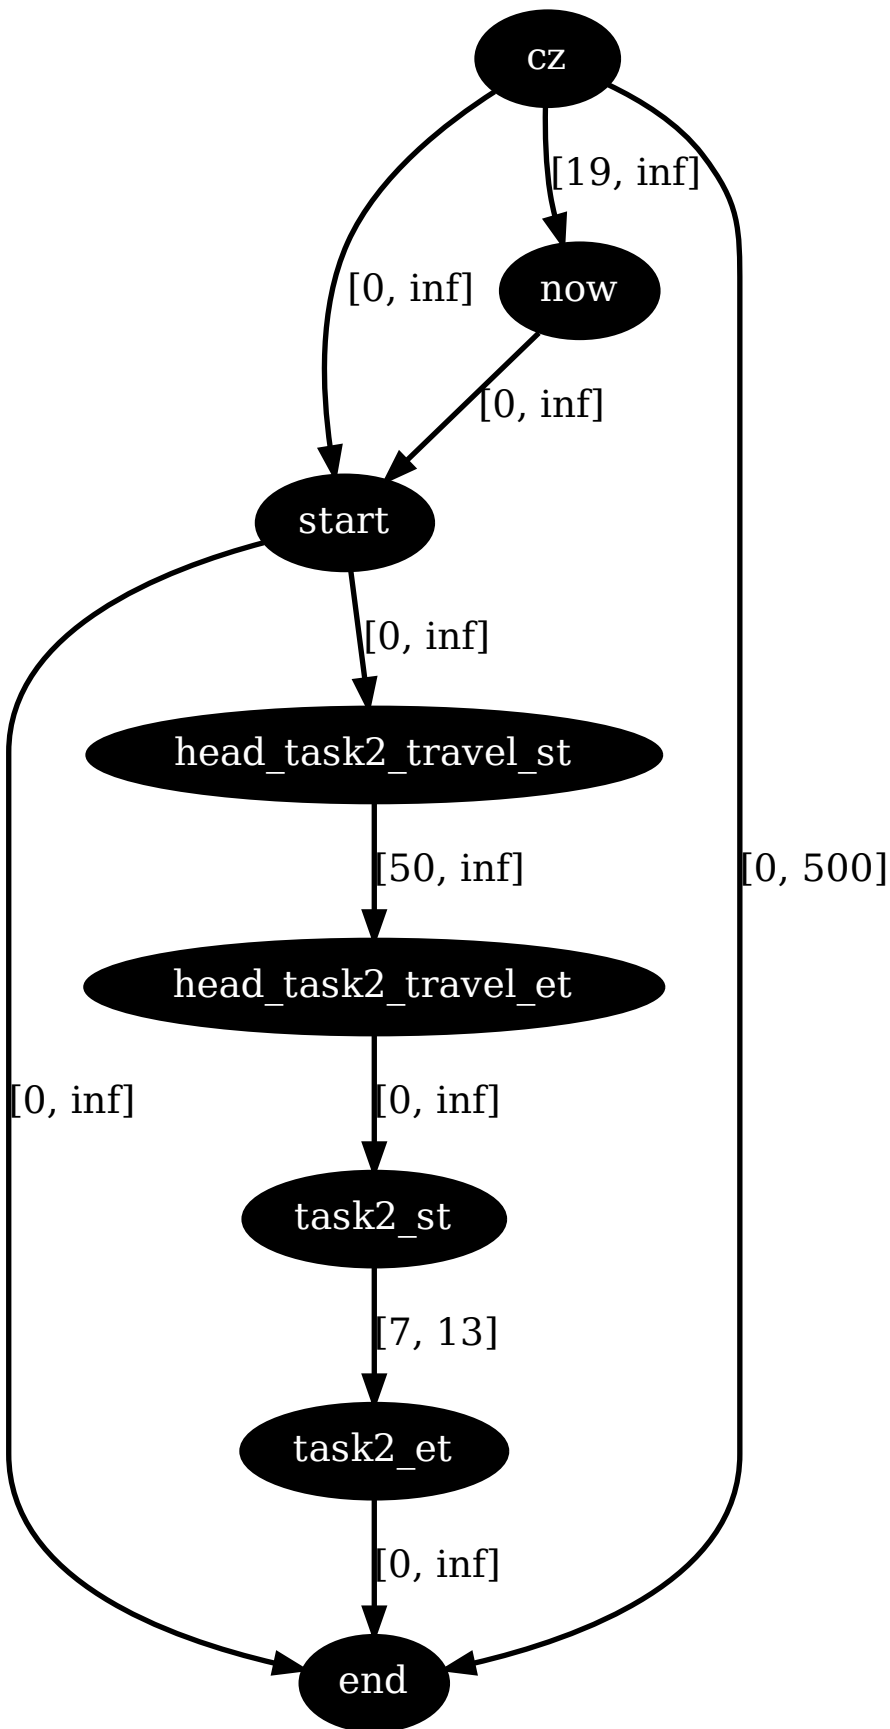 cz
[19, inf]
[0, inf]
now
[0, inf]
start
[0, inf]
head_task2_travel_st
[50, inf]
[0, 500]
head_task2_travel_et
[0, inf]
[0, inf]
task2_st
[7, 13]
task2_et
[0, inf]
end